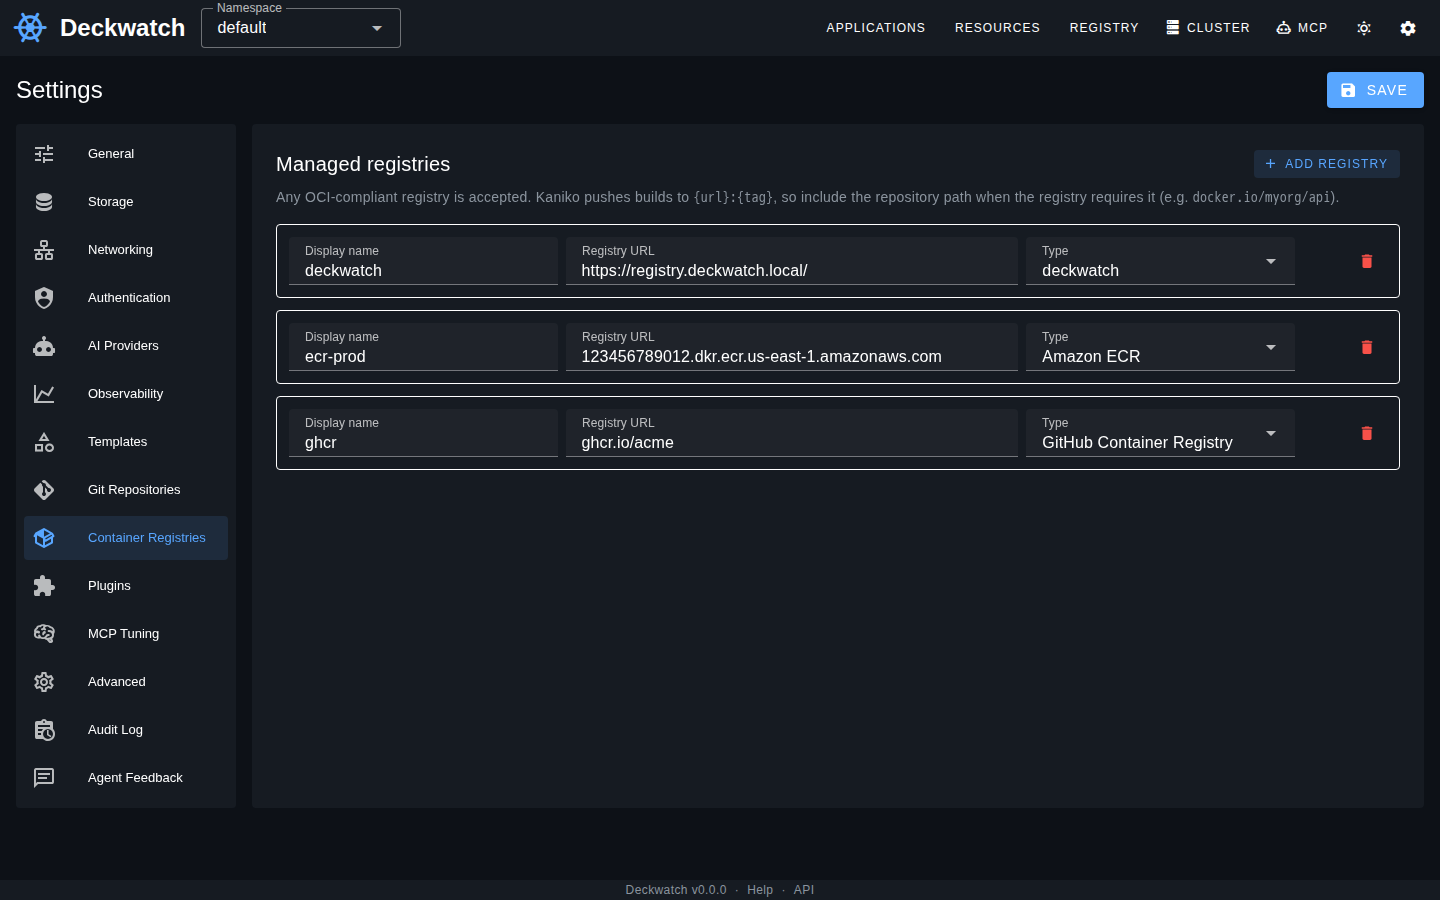 Deckwatch
Namespace
default
APPLICATIONS
RESOURCES
REGISTRY
CLUSTER
MCP
Settings
SAVE
General
Storage
Networking
Authentication
AI Providers
Observability
Templates
Git Repositories
Container Registries
Plugins
MCP Tuning
Advanced
Audit Log
Agent Feedback
Managed registries
+ ADD REGISTRY
Any OCI-compliant registry is accepted. Kaniko pushes builds to {url}:{tag}, so include the repository path when the registry requires it (e.g. docker.io/myorg/api).
Display name
deckwatch
Registry URL
https://registry.deckwatch.local/
Type
deckwatch
Display name
ecr-prod
Registry URL
123456789012.dkr.ecr.us-east-1.amazonaws.com
Type
Amazon ECR
Display name
ghcr
Registry URL
ghcr.io/acme
Type
GitHub Container Registry
Deckwatch v0.0.0 · Help · API